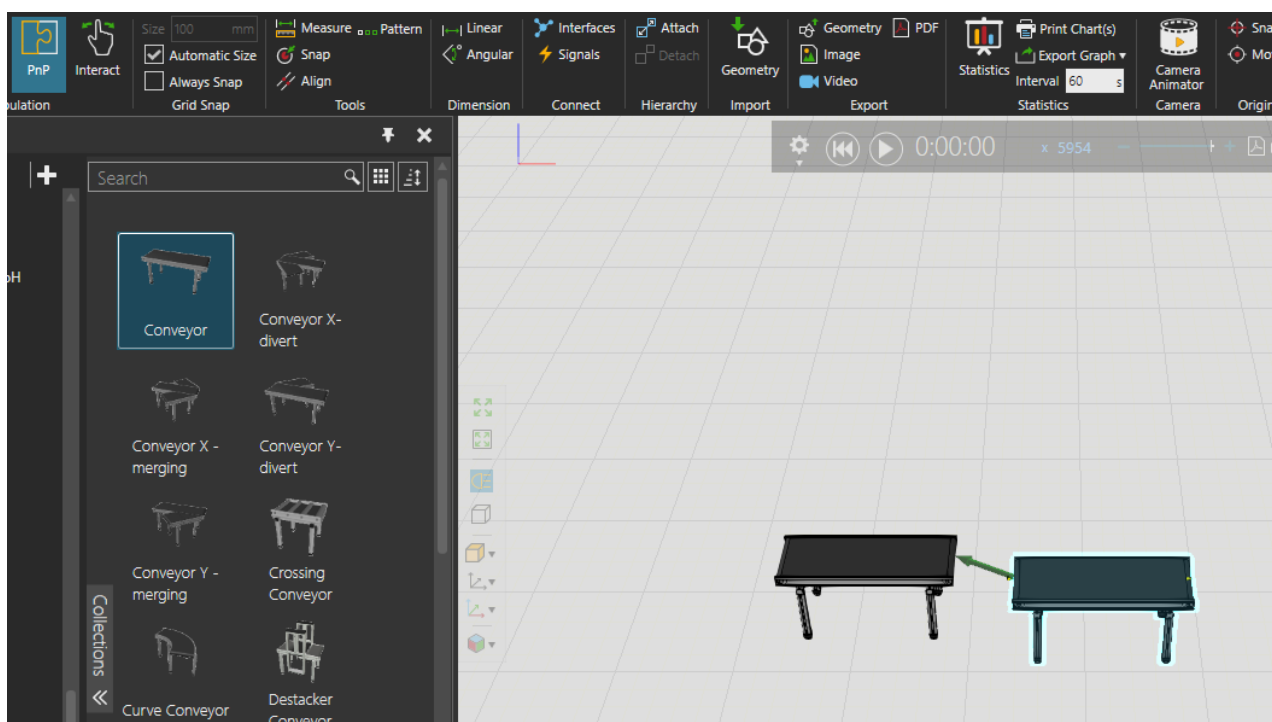 Size 100 mm
Measure Pattern
Linear
Interfaces
Attach
Geometry PDF
Print Chart(s)
Automatic Size
Snap
Angular
Signals
Detach
Image
Export Graph
PnP
Interact
Always Snap
Align
Geometry
Video
Statistics
Interval 60 s
Camera
Animator
Grid Snap
Tools
Dimension
Connect
Hierarchy
Import
Export
Statistics
Camera
0:00:00
x 5954
Search
Conveyor
Conveyor X-
divert
Conveyor X -
merging
Conveyor Y-
divert
Conveyor Y -
merging
Crossing
Conveyor
Collections
Curve Conveyor
Destacker
Conveyor